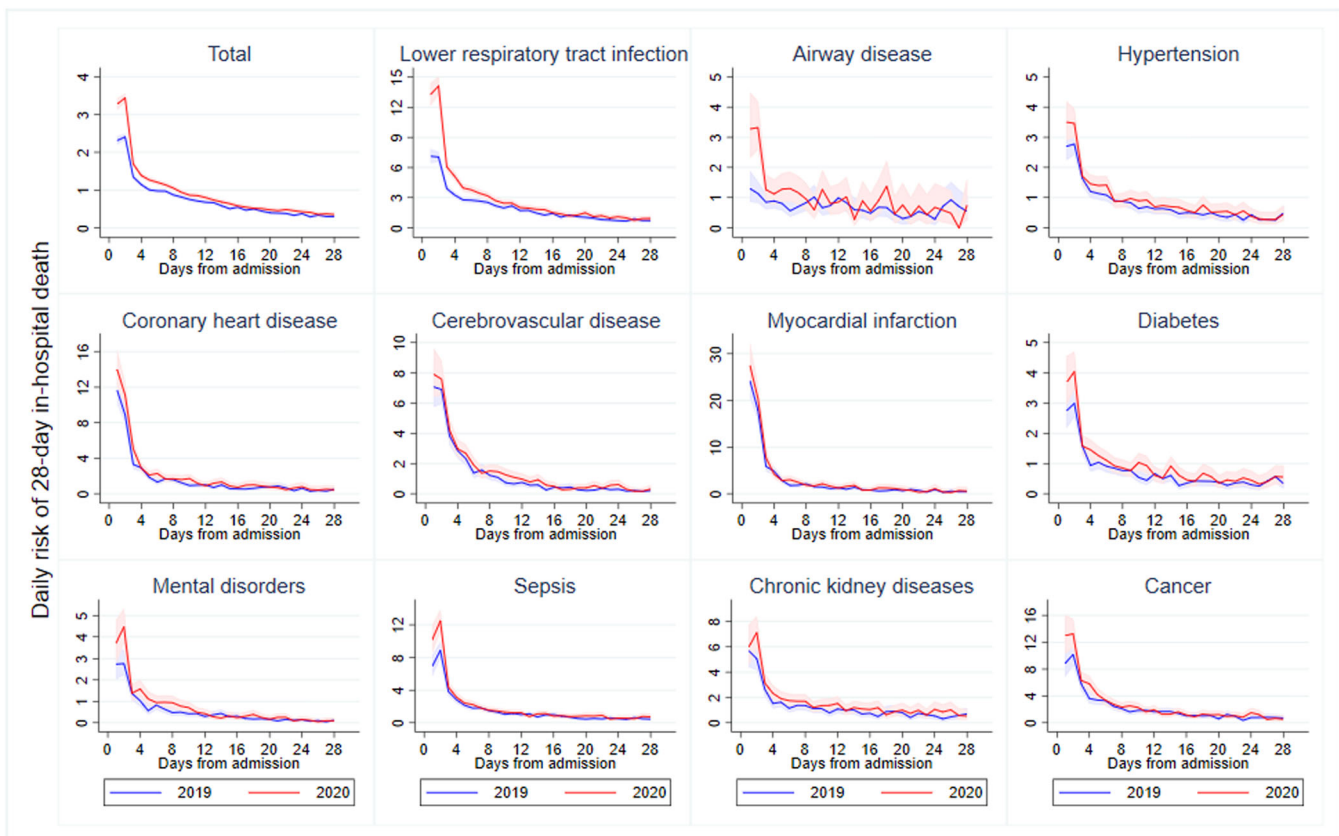 Daily risk of 28-day in-hospital death
Total
4
3
2
1
0
0 4 8 12 16 20 24 28
Days from admission
Lower respiratory tract infection
15
12
9
6
3
0
0 4 8 12 16 20 24 28
Days from admission
Airway disease
5
4
3
2
1
0
0 4 8 12 16 20 24 28
Days from admission
Hypertension
5
4
3
2
1
0
0 4 8 12 16 20 24 28
Days from admission
Coronary heart disease
16
12
8
4
0
0 4 8 12 16 20 24 28
Days from admission
Cerebrovascular disease
10
8
6
4
2
0
0 4 8 12 16 20 24 28
Days from admission
Myocardial infarction
30
20
10
0
0 4 8 12 16 20 24 28
Days from admission
Diabetes
5
4
3
2
1
0
0 4 8 12 16 20 24 28
Days from admission
Mental disorders
5
4
3
2
1
0
0 4 8 12 16 20 24 28
Days from admission
2019 2020
Sepsis
12
8
4
0
0 4 8 12 16 20 24 28
Days from admission
2019 2020
Chronic kidney diseases
8
6
4
2
0
0 4 8 12 16 20 24 28
Days from admission
2019 2020
Cancer
16
12
8
4
0
0 4 8 12 16 20 24 28
Days from admission
2019 2020